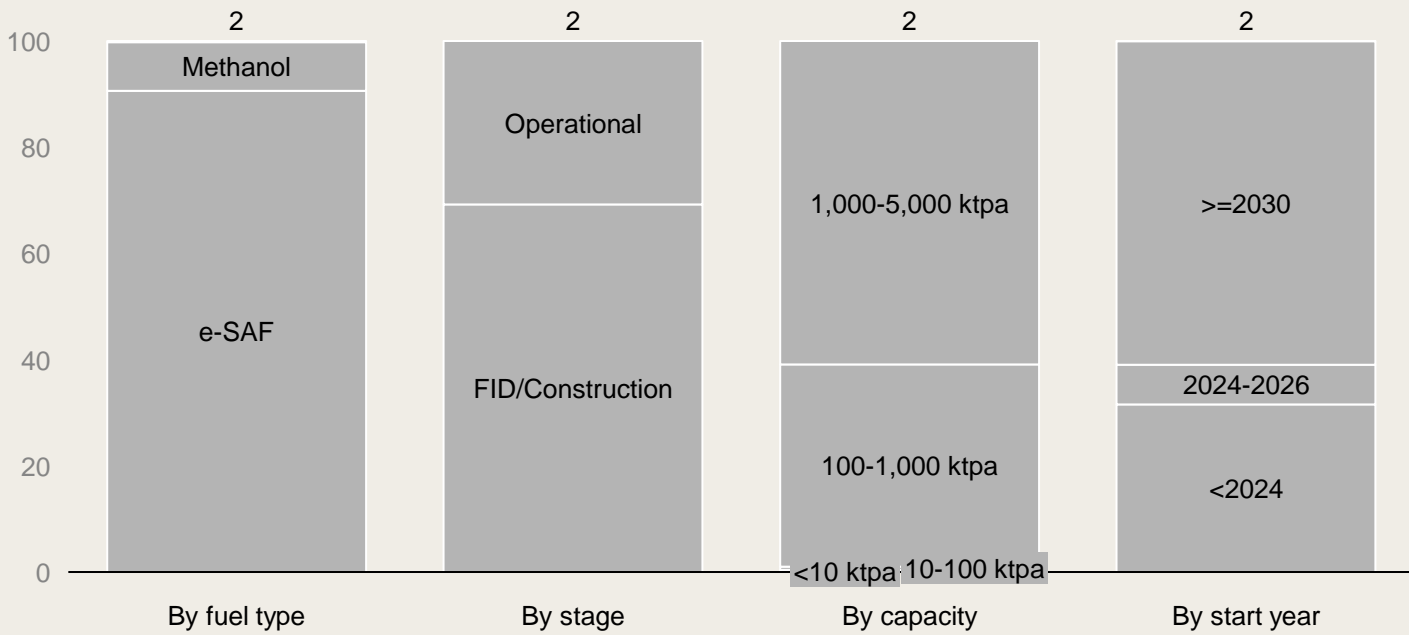 2 2 2 2
100
Methanol
Operational
80
1,000-5,000 ktpa >=2030
60
e-SAF
40
FID/Construction 2024-2026
20
100-1,000 ktpa
<2024
0
<10 ktpa 10-100 ktpa
By fuel type By stage By capacity By start year